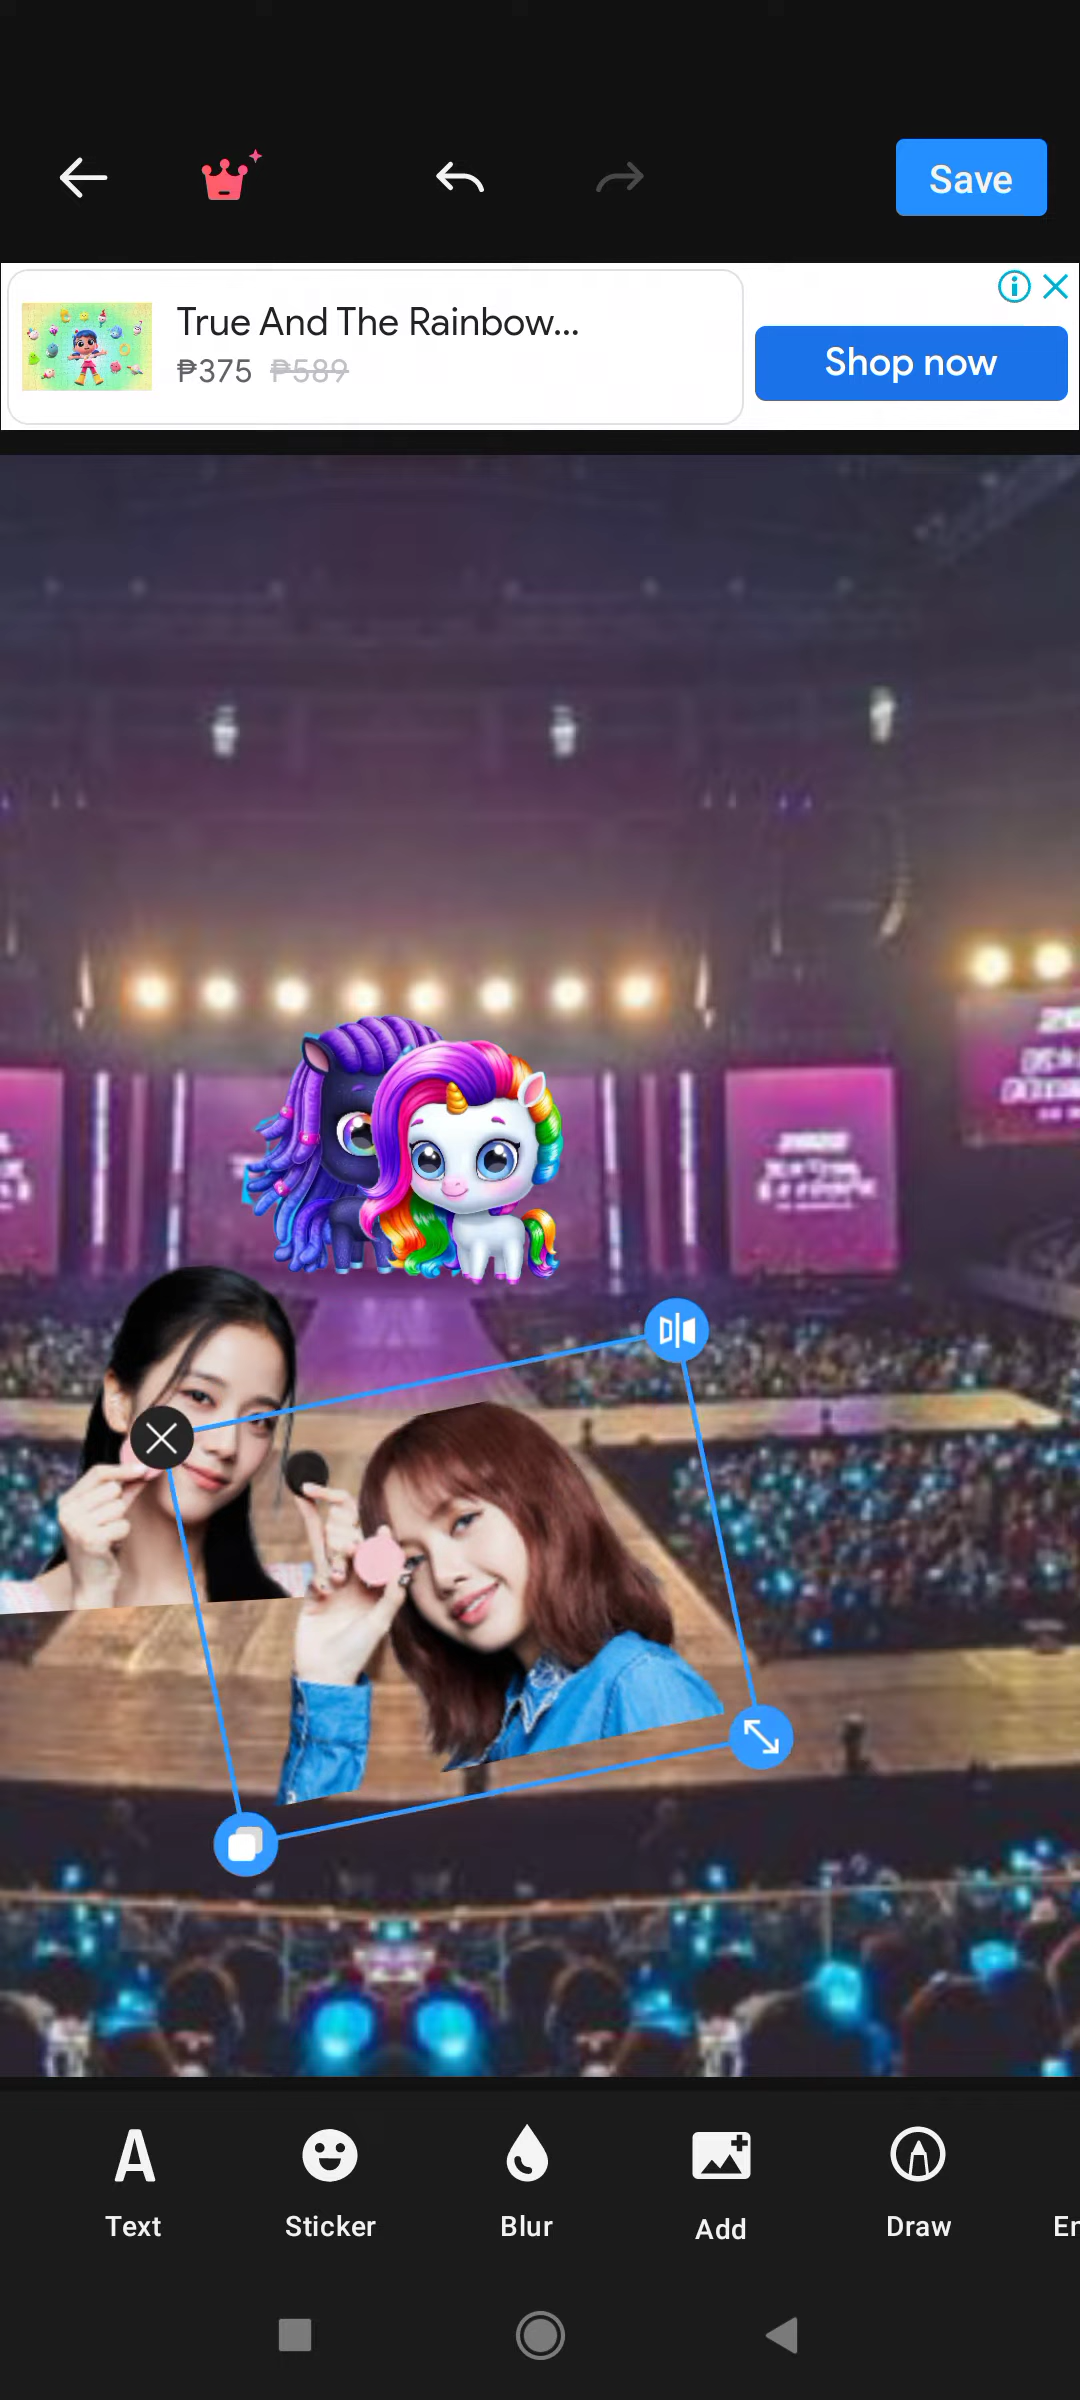 Save
True And The Rainbow...
₱375 ₱589
Shop now
Text
Sticker
Blur
Add
Draw